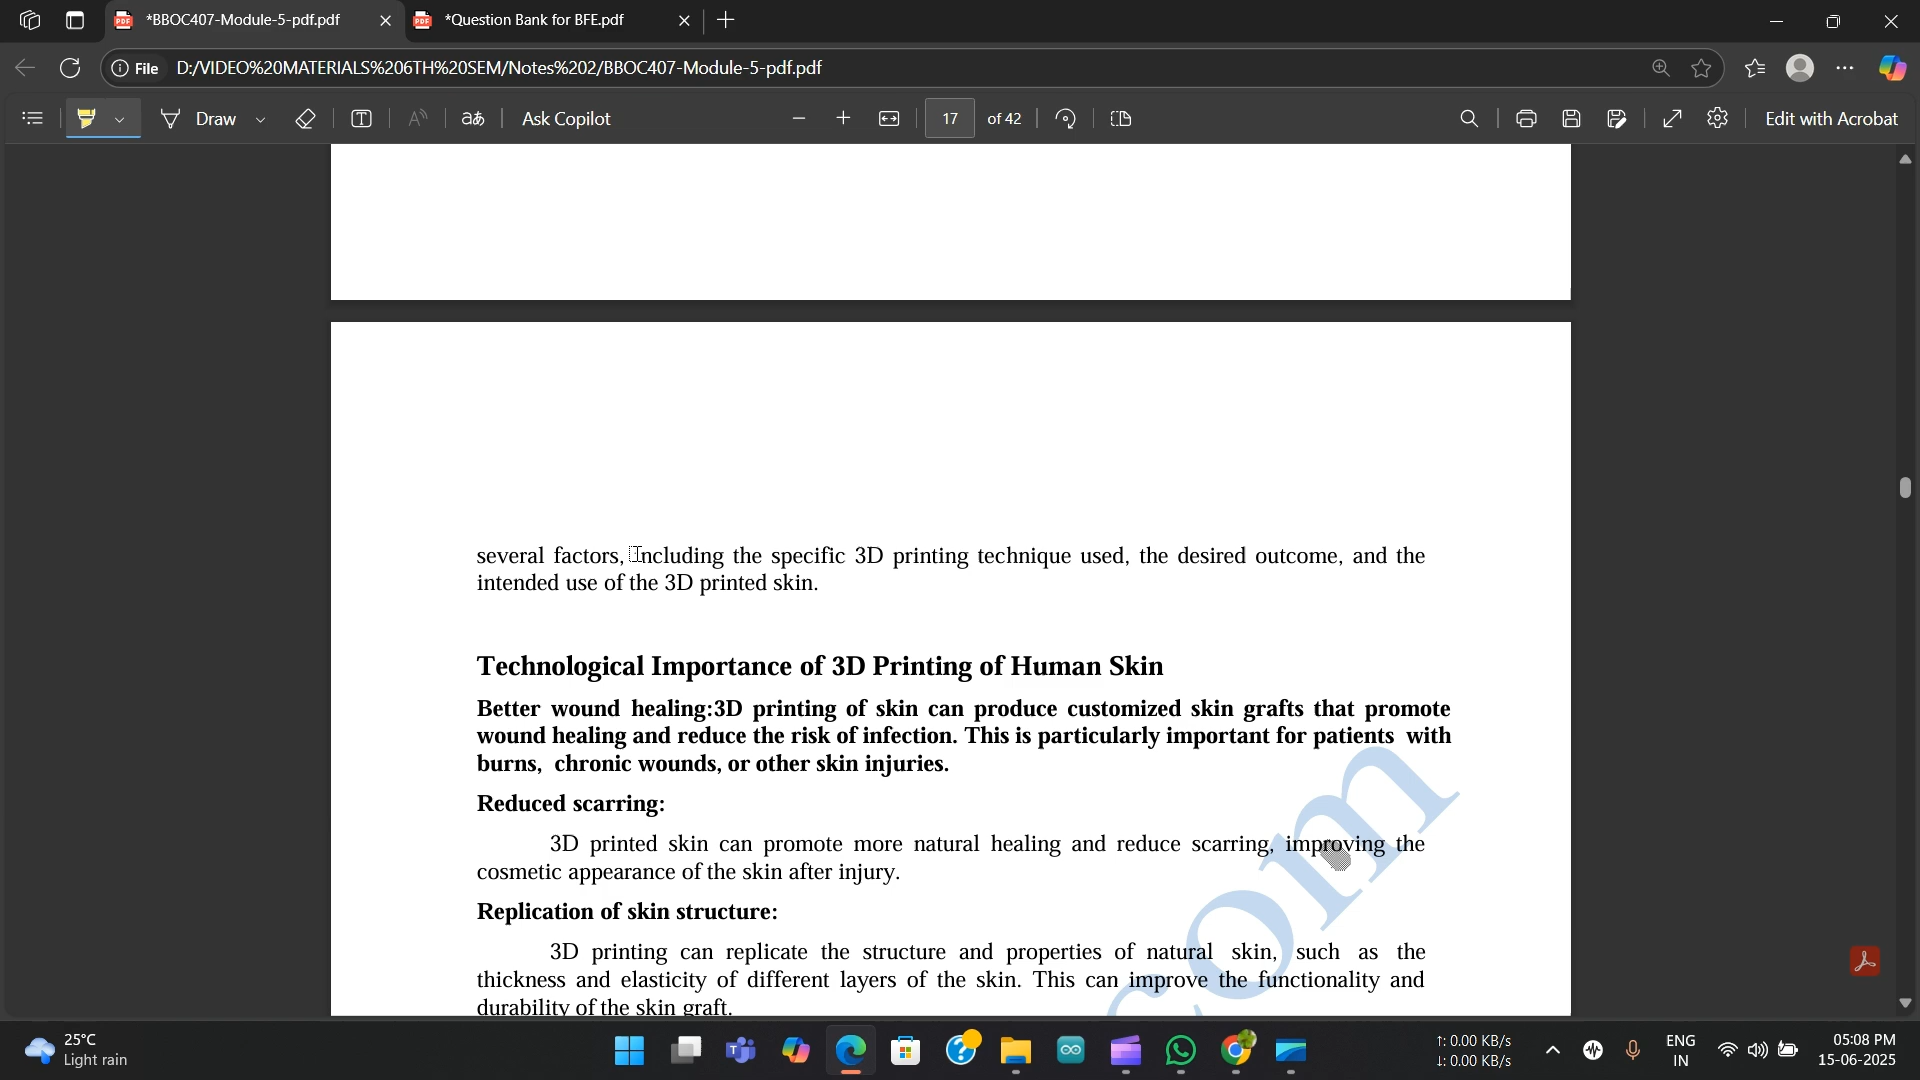 *BBOC407-Module-5-pdf.pdf
*Question Bank for BFE.pdf
File
D:/VIDEO%20MATERIALS%206TH%20SEM/Notes%202/BBOC407-Module-5-pdf.pdf
Draw
aあ
Ask Copilot
17
of 42
Edit with Acrobat
several factors, including the specific 3D printing technique used, the desired outcome, and the
intended use of the 3D printed skin.
Technological Importance of 3D Printing of Human Skin
Better wound healing:3D printing of skin can produce customized skin grafts that promote
wound healing and reduce the risk of infection. This is particularly important for patients with
burns, chronic wounds, or other skin injuries.
Reduced scarring:
3D printed skin can promote more natural healing and reduce scarring, improving the
cosmetic appearance of the skin after injury.
Replication of skin structure:
3D printing can replicate the structure and properties of natural skin, such as the
thickness and elasticity of different layers of the skin. This can improve the functionality and
durability of the skin graft.
com
25°C
Light rain
↑: 0.00 KB/s
↓: 0.00 KB/s
ENG
IN
05:08 PM
15-06-2025